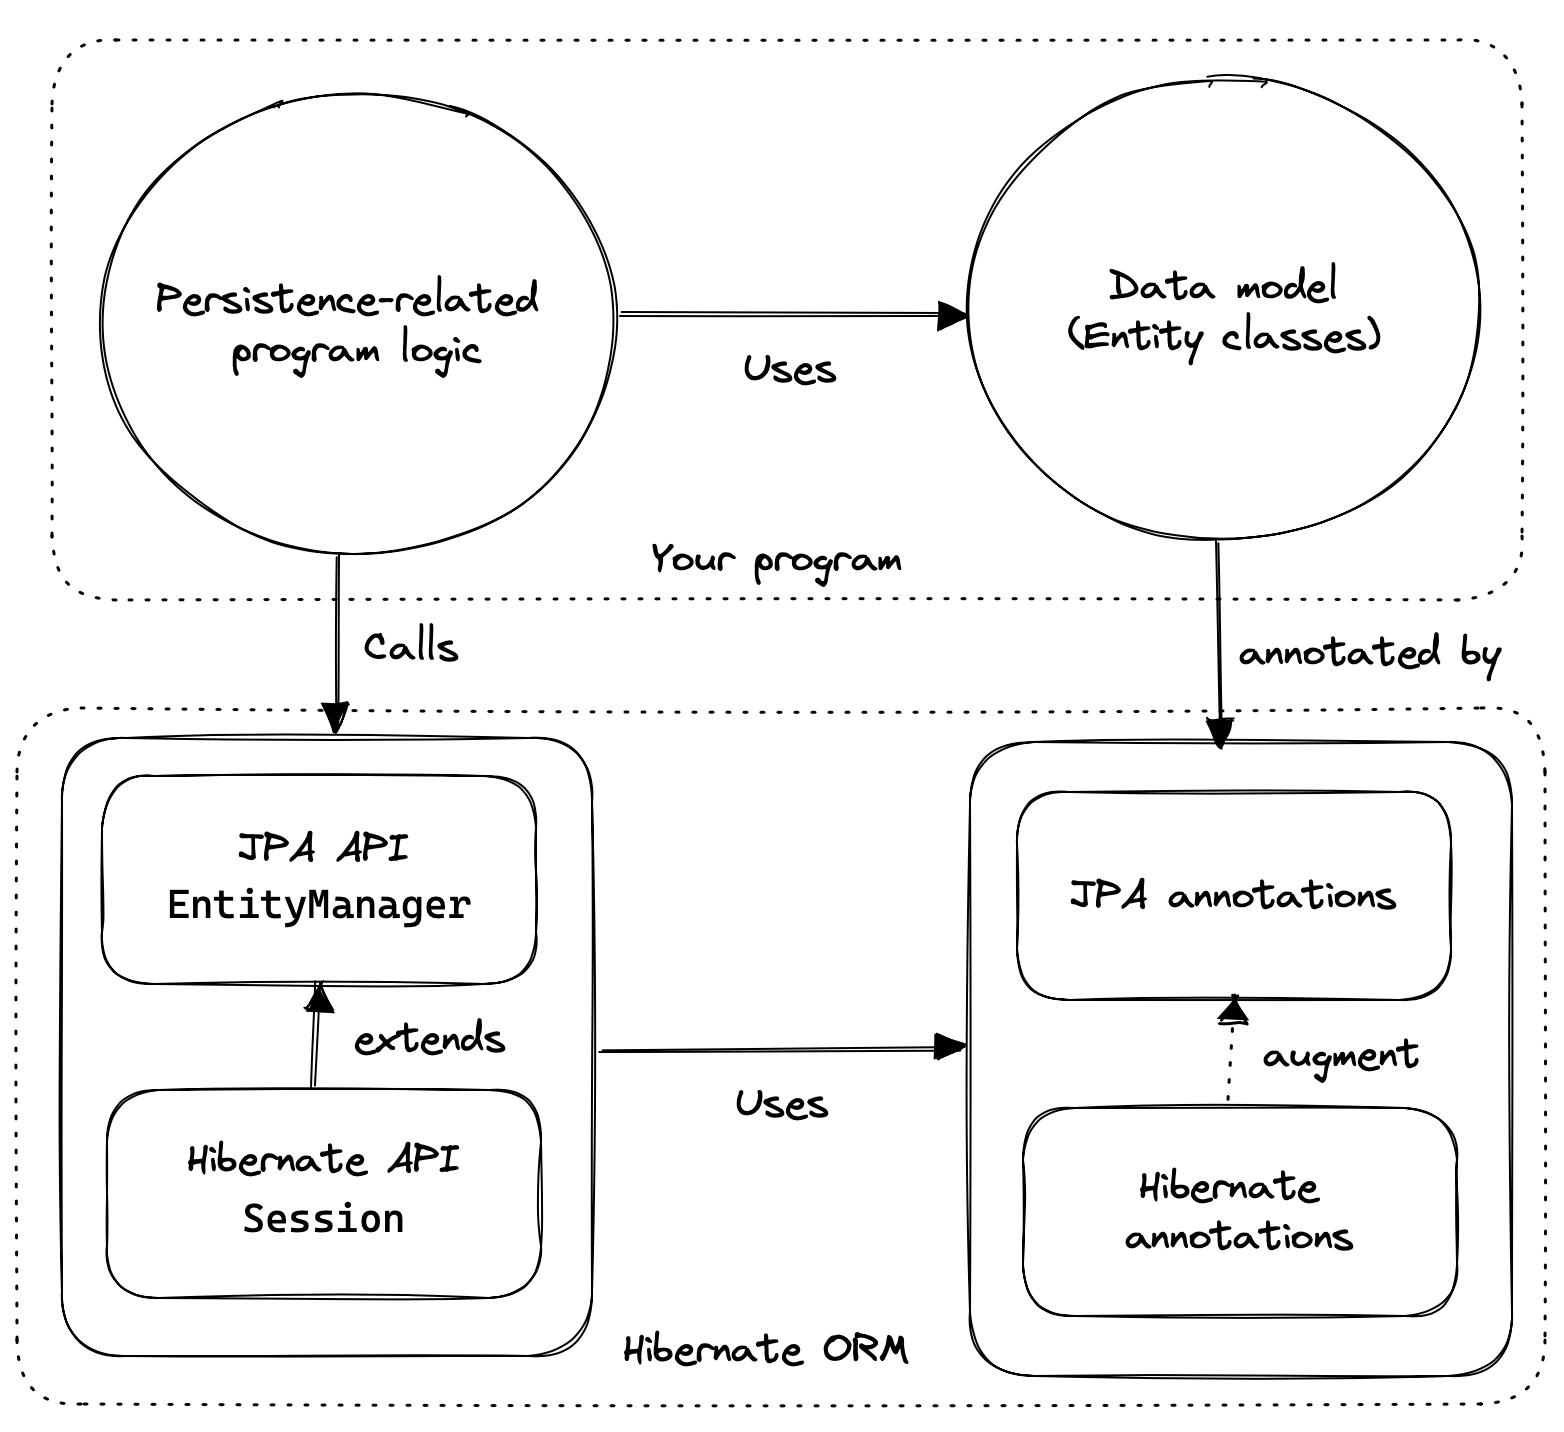 Persistence-related
program logic
Uses
Data model
(Entity classes)
Your program
Calls
annotated by
JPA API
EntityManager
extends
Hibernate API
Session
Uses
JPA annotations
augment
Hibernate
annotations
Hibernate ORM